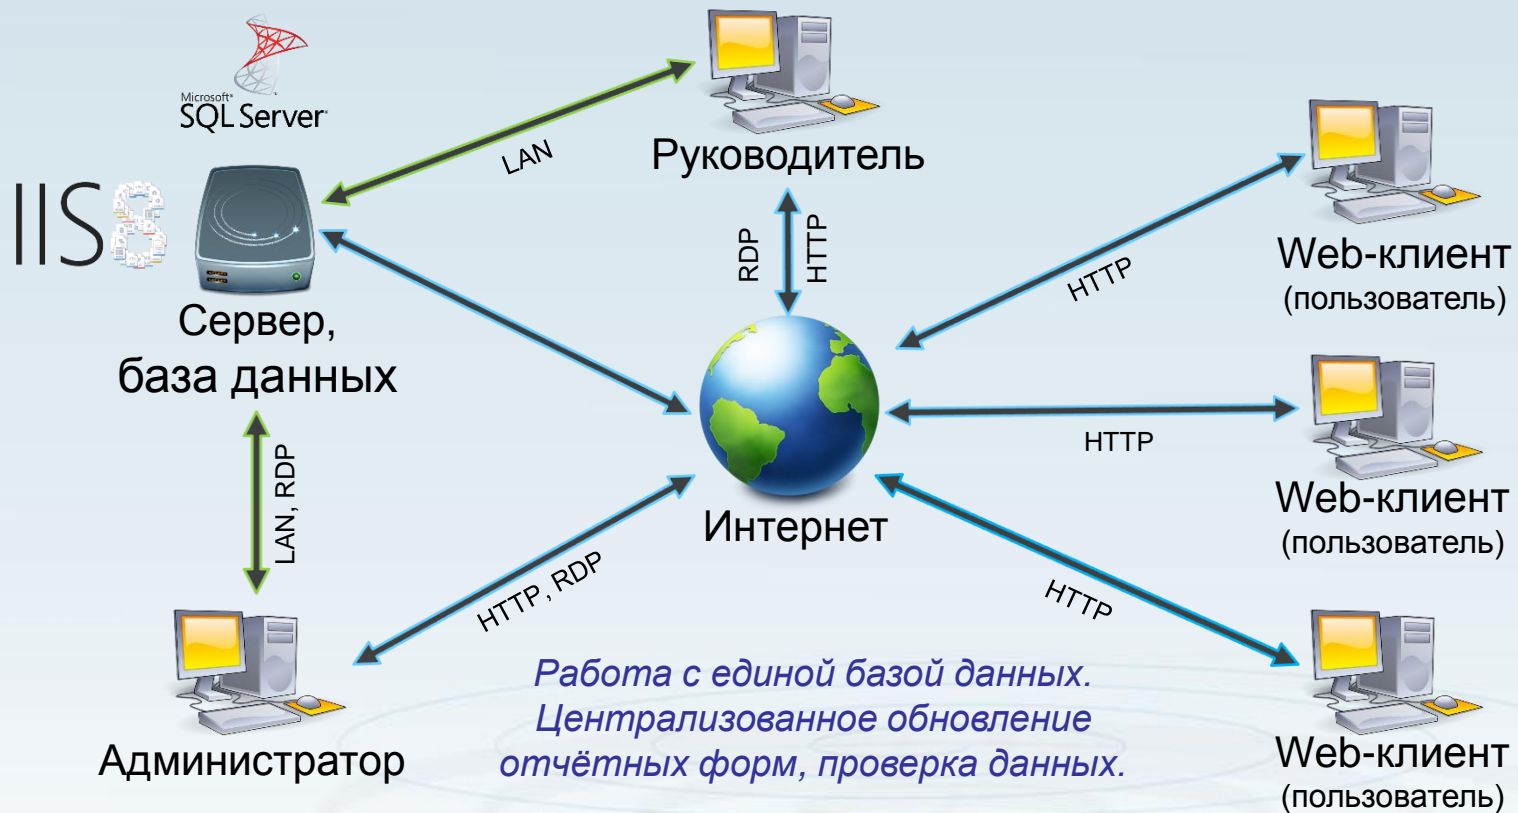 Microsoft®
SQL Server®
IIS8
Сервер,
база данных
LAN
Руководитель
RDP
HTTP
HTTP
Web-клиент
(пользователь)
HTTP
Web-клиент
(пользователь)
Интернет
LAN, RDP
HTTP, RDP
HTTP
Администратор
Работа с единой базой данных.
Централизованное обновление
отчётных форм, проверка данных.
Web-клиент
(пользователь)